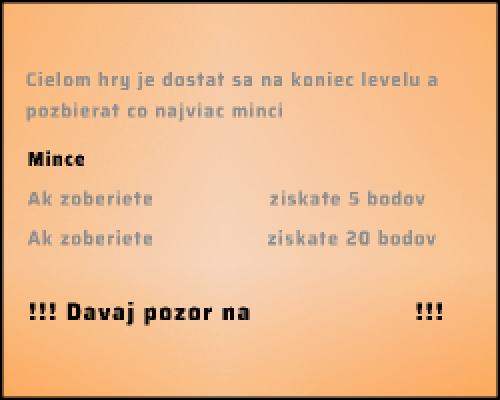 Cielom hry je dostat sa na koniec levelu a
pozbierat co najviac minci
Mince
Ak zoberiete ziskate 5 bodov
Ak zoberiete ziskate 20 bodov
!!! Davaj pozor na !!!